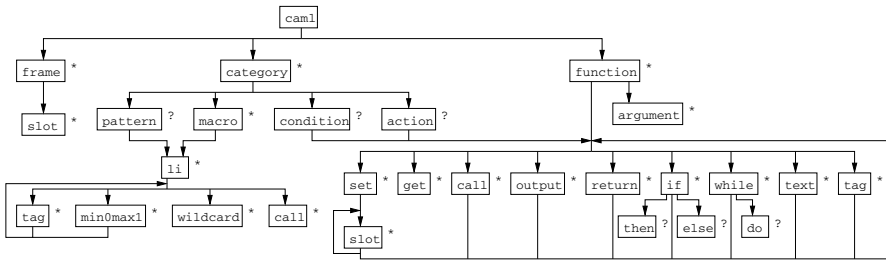 caml
frame * category * function *
slot * pattern ? macro * condition ? action ? argument *
li *
set * get * call * output * return * if * while * text * tag *
tag * min0max1 * wildcard * call *
slot * then ? else ? do ?